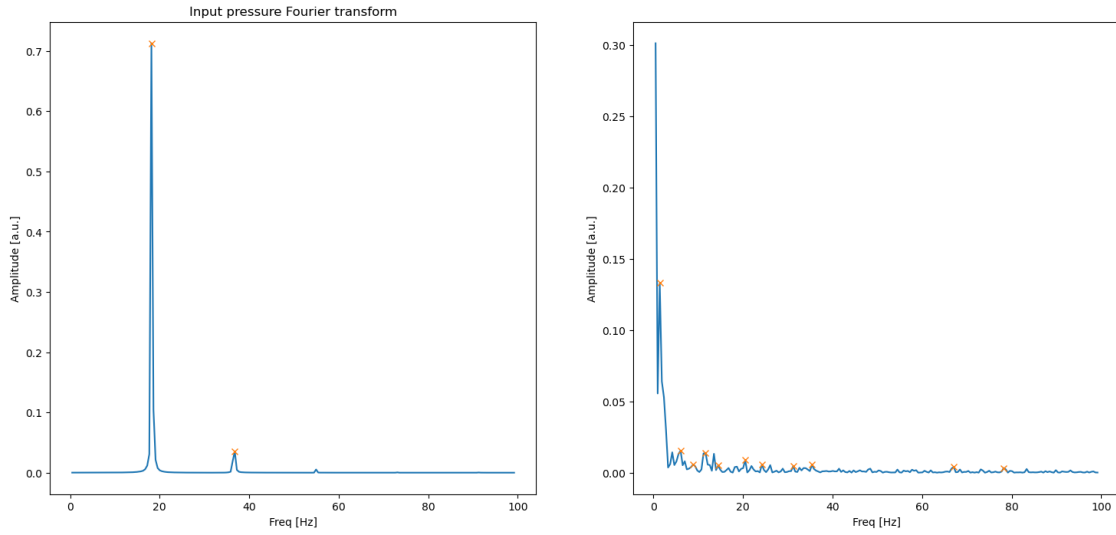 Input pressure Fourier transform
0.7
0.6
0.5
0.4
0.3
0.2
0.1
0.0
Amplitude [a.u.]
0 20 40 60 80 100
Freq [Hz]
0.30
0.25
0.20
0.15
0.10
0.05
0.00
Amplitude [a.u.]
0 20 40 60 80 100
Freq [Hz]